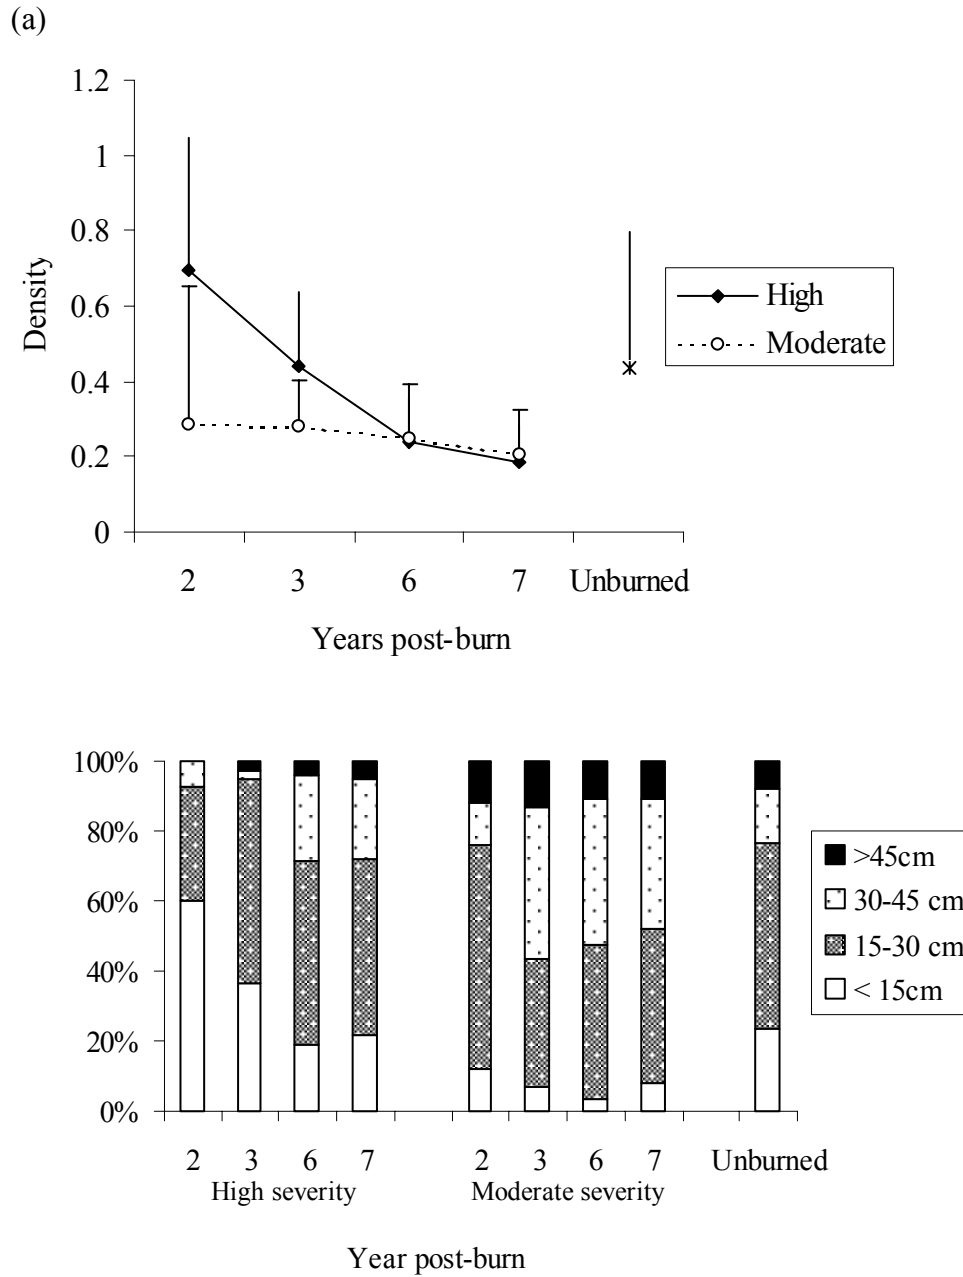 (a)
1.2
1
0.8
0.6
0.4
0.2
0
Density
High
Moderate
2 3 6 7 Unburned
Years post-burn
100%
80%
60%
40%
20%
0%
>45cm
30-45 cm
15-30 cm
< 15cm
2 3 6 7 2 3 6 7 Unburned
High severity Moderate severity
Year post-burn